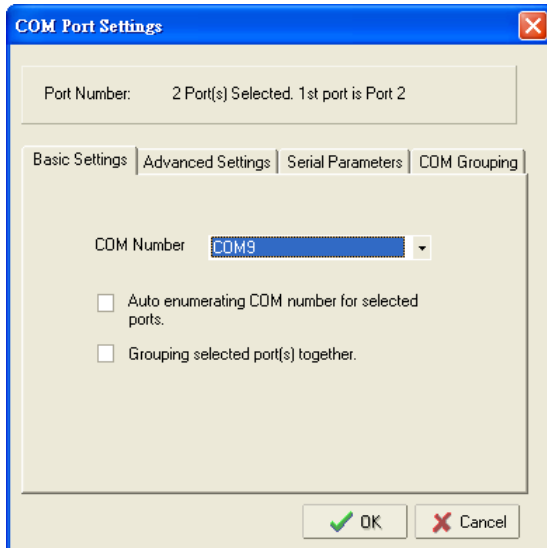 COM Port Settings
Port Number: 2 Port(s) Selected. 1st port is Port 2
Basic Settings Advanced Settings Serial Parameters COM Grouping
COM Number COM9
Auto enumerating COM number for selected
ports.
Grouping selected port(s) together.
OK Cancel